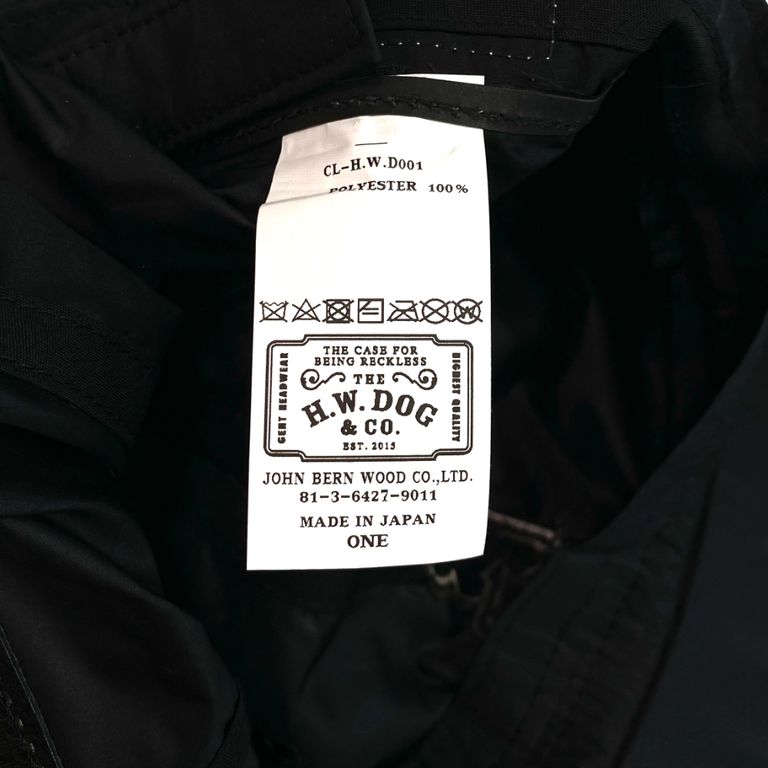 CL-H.W.D001
POLYESTER 100%
THE CASE FOR
BEING RECKLESS
GENT HEADWEAR
THE
H.W.DOG
& CO.
EST. 2015
HIGHEST QUALITY
JOHN BERN WOOD CO.,LTD.
81-3-6427-9011
MADE IN JAPAN
ONE